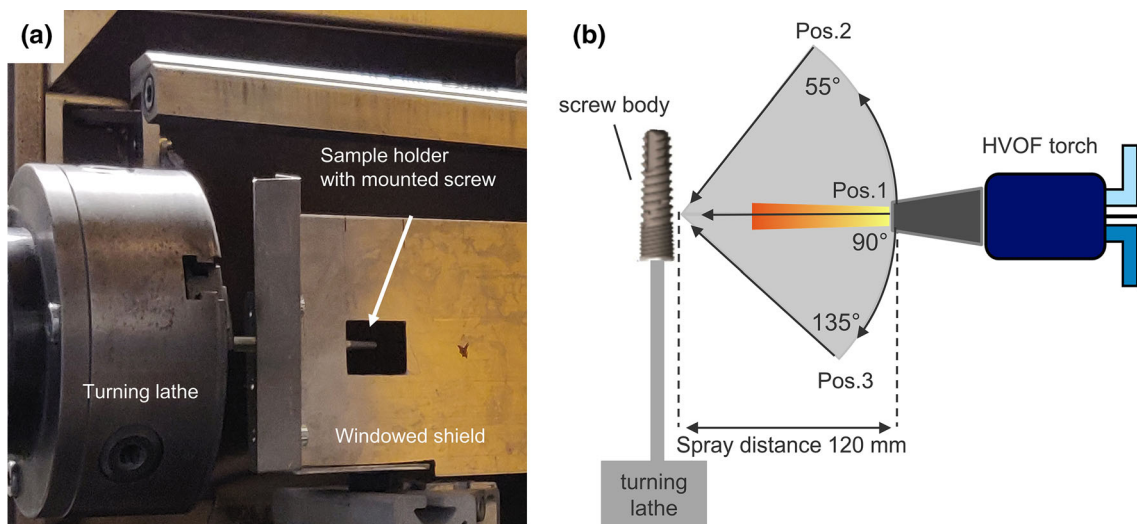 (a)
Sample holder
with mounted screw
Turning lathe
Windowed shield
(b)
Pos.2
55°
screw body
HVOF torch
Pos.1
90°
135°
Pos.3
Spray distance 120 mm
turning
lathe